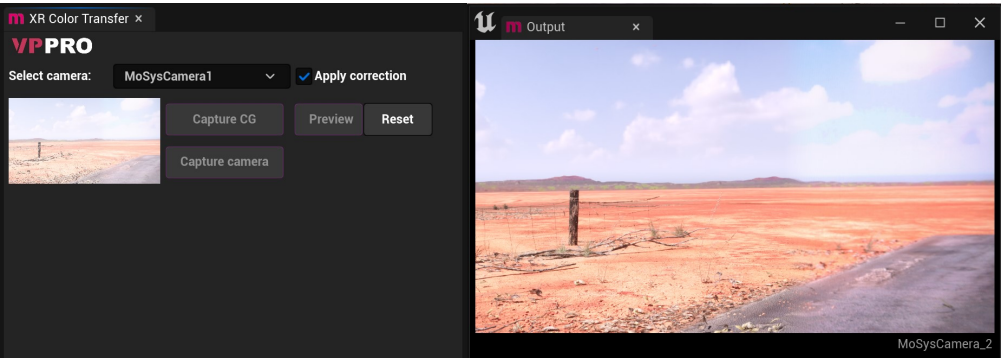 XR Color Transfer
VPPRO
Select camera:
MoSysCamera1
Apply correction
Capture CG
Preview
Reset
Capture camera
Output
MoSysCamera_2